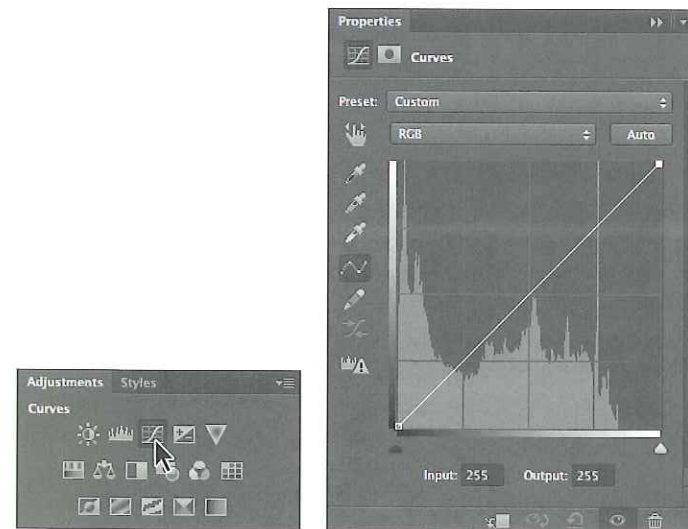 Adjustments Styles
Curves
Properties
Curves
Preset: Custom
RGB Auto
Input: 255 Output: 255